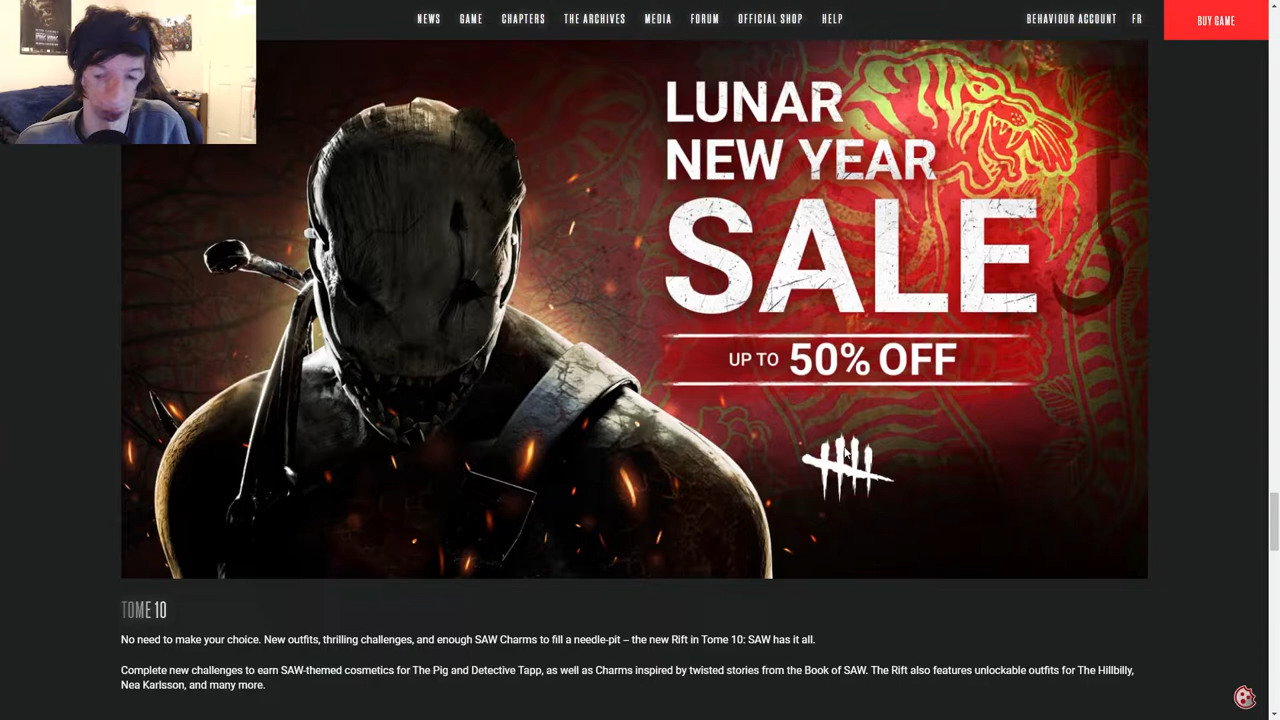 NEWS GAME CHAPTERS THE ARCHIVES MEDIA FORUM OFFICIAL SHOP HELP BEHAVIOUR ACCOUNT FR BUY GAME
LUNAR
NEW YEAR
SALE
UP TO 50% OFF
TOME 10
No need to make your choice. New outfits, thrilling challenges, and enough SAW Charms to fill a needle-pit – the new Rift in Tome 10: SAW has it all.
Complete new challenges to earn SAW-themed cosmetics for The Pig and Detective Tapp, as well as Charms inspired by twisted stories from the Book of SAW. The Rift also features unlockable outfits for The Hillbilly,
Nea Karlsson, and many more.